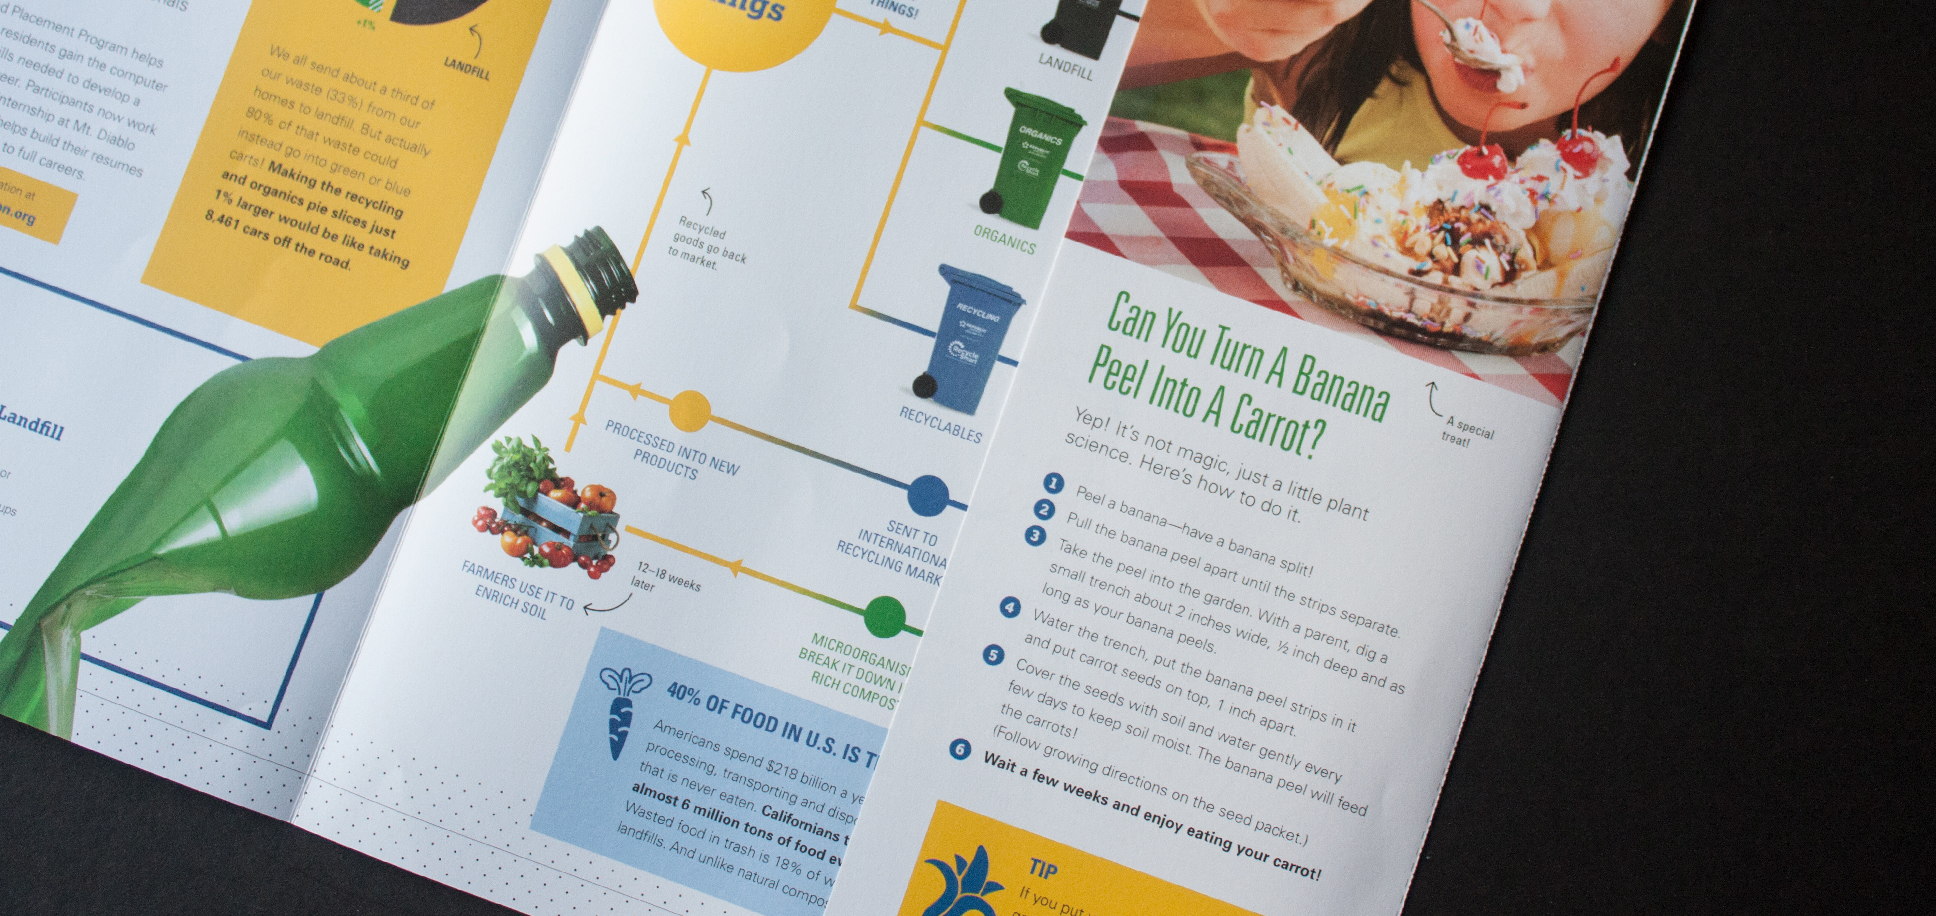 d Placement Program helps
residents gain the computer
lls needed to develop a
eer. Participants now work
nternship at Mt. Diablo
helps build their resumes
to full careers.
ation at
n.org
+1%
LANDFILL
We all send about a third of
our waste (33%) from our
homes to landfill. But actually
80% of that waste could
instead go into green or blue
carts! Making the recycling
and organics pie slices just
1% larger would be like taking
8,461 cars off the road.
Landfill
or
ups
ings
THINGS!
Recycled
goods go back
to market.
LANDFILL
ORGANICS
ORGANICS
RECYCLING
Recycle
Smart
RECYCLABLES
PROCESSED INTO NEW
PRODUCTS
SENT TO
INTERNATIONA
RECYCLING MARK
FARMERS USE IT TO
ENRICH SOIL
12–18 weeks
later
MICROORGANIS
BREAK IT DOWN I
RICH COMPOS
40% OF FOOD IN U.S. IS T
Americans spend $218 billion a ye
processing, transporting and dispo
that is never eaten. Californians t
almost 6 million tons of food ev
Wasted food in trash is 18% of w
landfills. And unlike natural compos
Can You Turn A Banana
Peel Into A Carrot?
A special
treat!
Yep! It's not magic, just a little plant
science. Here's how to do it.
1 Peel a banana—have a banana split!
2 Pull the banana peel apart until the strips separate.
3 Take the peel into the garden. With a parent, dig a
small trench about 2 inches wide, ½ inch deep and as
long as your banana peels.
4 Water the trench, put the banana peel strips in it
and put carrot seeds on top, 1 inch apart.
5 Cover the seeds with soil and water gently every
few days to keep soil moist. The banana peel will feed
the carrots!
(Follow growing directions on the seed packet.)
6 Wait a few weeks and enjoy eating your carrot!
TIP
If you put